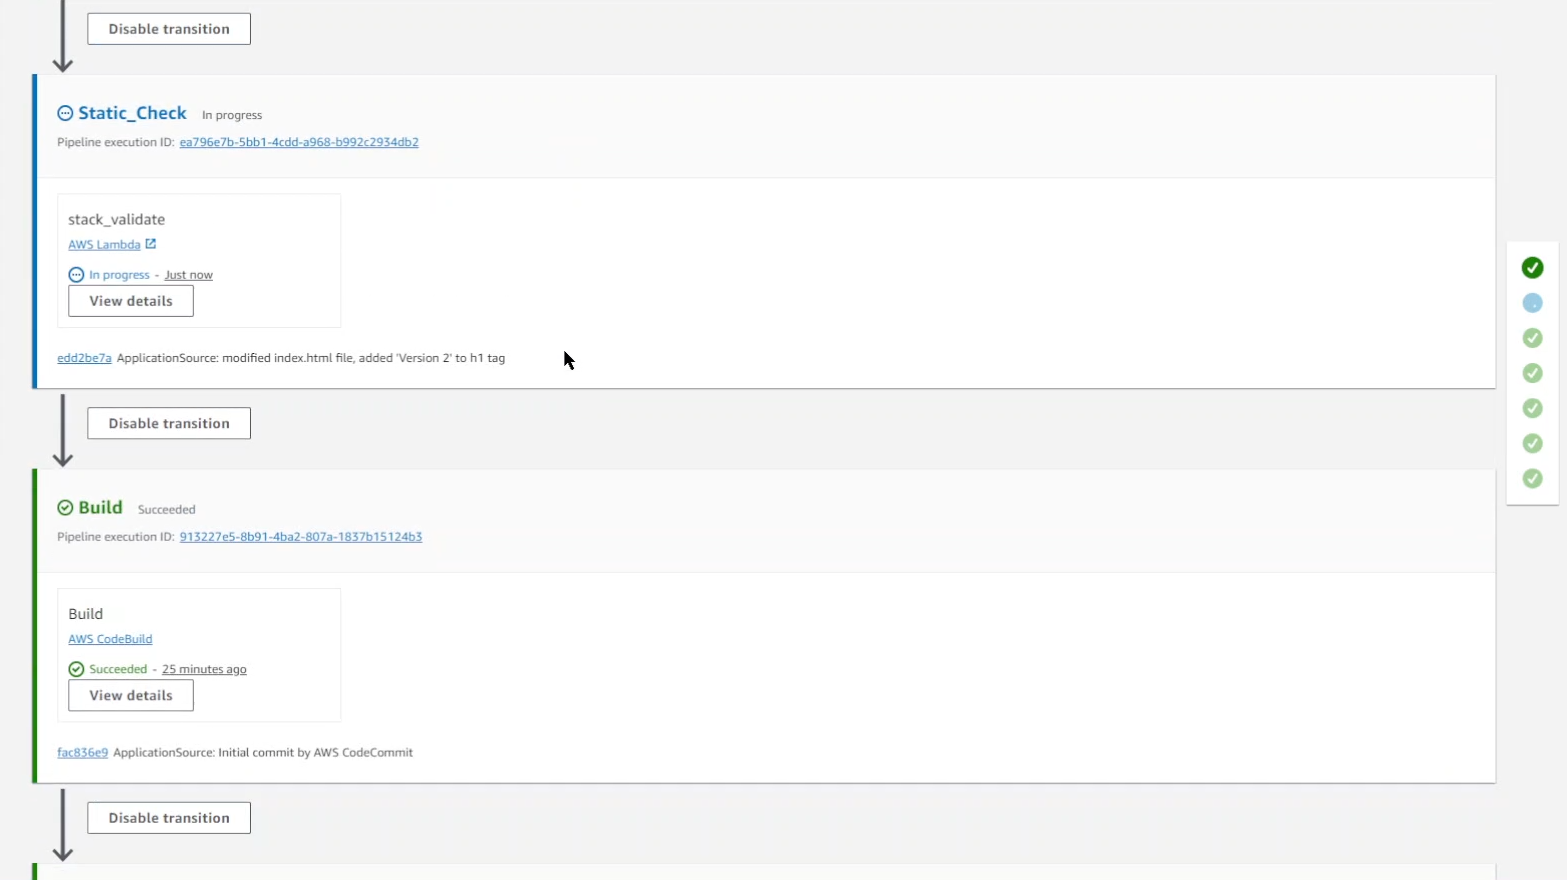 Disable transition
Static_Check In progress
Pipeline execution ID: ea796e7b-5bb1-4cdd-a968-b992c2934db2
stack_validate
AWS Lambda
In progress - Just now
View details
edd2be7a ApplicationSource: modified index.html file, added 'Version 2' to h1 tag
Disable transition
Build Succeeded
Pipeline execution ID: 913227e5-8b91-4ba2-807a-1837b15124b3
Build
AWS CodeBuild
Succeeded - 25 minutes ago
View details
fac836e9 ApplicationSource: Initial commit by AWS CodeCommit
Disable transition